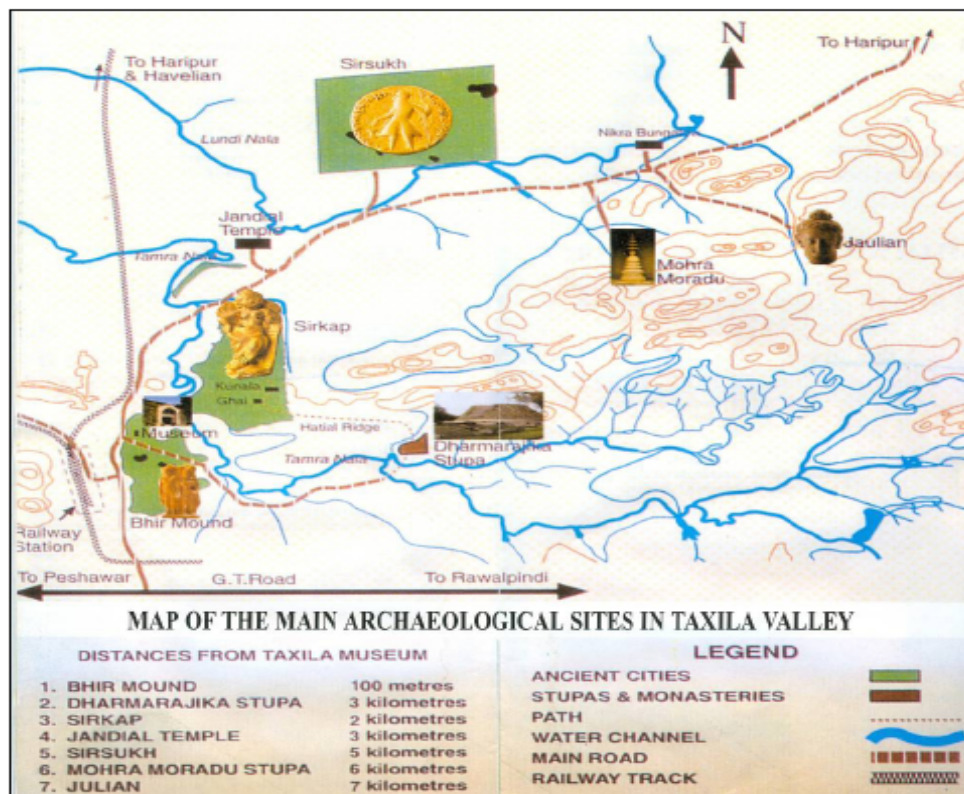 To Haripur
& Havelian
Sirsukh
N
To Haripur
Lundi Nala
Nikra Bungah
Jandial
Temple
Tamra Nala
Jaulian
Mohra
Moradu
Sirkap
Kunala
Ghai
Museum
Hatial Ridge
Dharmarajika
Stupa
Tamra Nala
Bhir Mound
Railway
Station
To Peshawar
G.T.Road
To Rawalpindi
MAP OF THE MAIN ARCHAEOLOGICAL SITES IN TAXILA VALLEY
DISTANCES FROM TAXILA MUSEUM
1. BHIR MOUND 100 metres
2. DHARMARAJIKA STUPA 3 kilometres
3. SIRKAP 2 kilometres
4. JANDIAL TEMPLE 3 kilometres
5. SIRSUKH 5 kilometres
6. MOHRA MORADU STUPA 6 kilometres
7. JULIAN 7 kilometres
LEGEND
ANCIENT CITIES
STUPAS & MONASTERIES
PATH
WATER CHANNEL
MAIN ROAD
RAILWAY TRACK